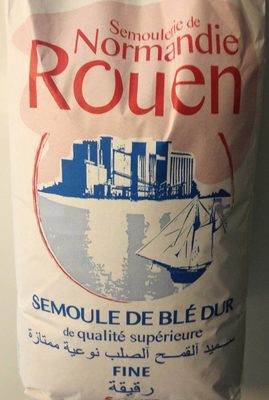 Semoulerie de
Normandie
Rouen
SEMOULE DE BLÉ DUR
de qualité supérieure
سميد القمح الصلب نوعية ممتازة
FINE
رقيقة